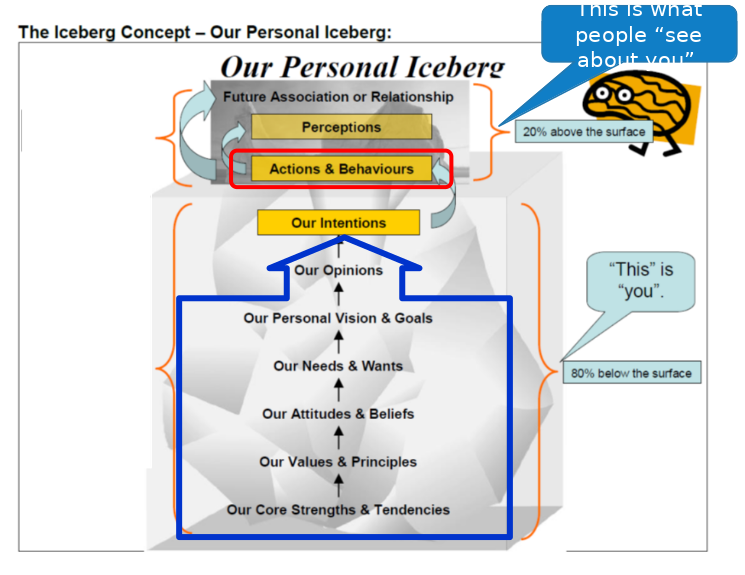 This is what
people “see
about you”
The Iceberg Concept – Our Personal Iceberg:
Our Personal Iceberg
Future Association or Relationship
Perceptions
20% above the surface
Actions & Behaviours
Our Intentions
Our Opinions
“This” is
“you”.
Our Personal Vision & Goals
Our Needs & Wants
80% below the surface
Our Attitudes & Beliefs
Our Values & Principles
Our Core Strengths & Tendencies